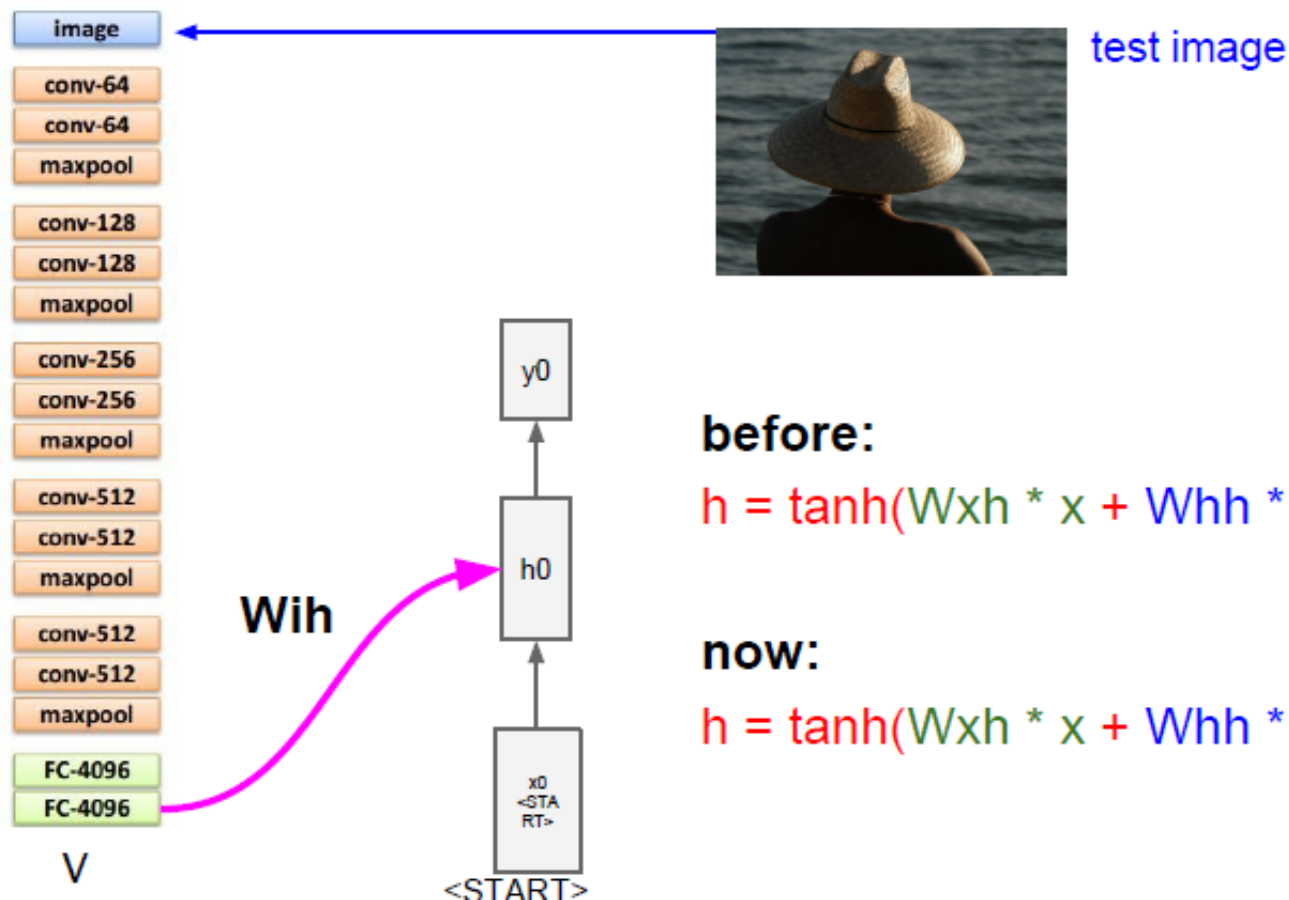 image
test image
conv-64
conv-64
maxpool
conv-128
conv-128
maxpool
conv-256
conv-256
maxpool
conv-512
conv-512
maxpool
conv-512
conv-512
maxpool
FC-4096
FC-4096
V
Wih
y0
h0
x0
<STA
RT>
<START>
before:
h = tanh(Wxh * x + Whh *
now:
h = tanh(Wxh * x + Whh *